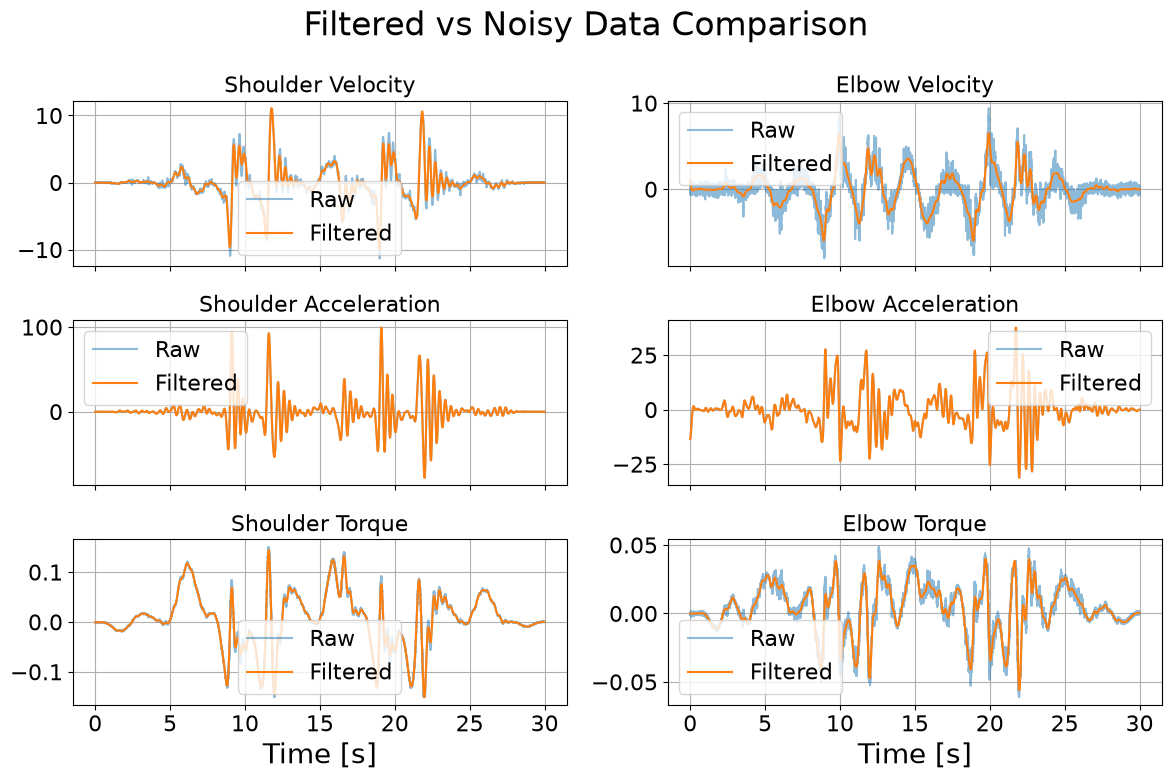 Filtered vs Noisy Data Comparison
Shoulder Velocity
10
0
−10
Raw
Filtered
Elbow Velocity
10
0
Raw
Filtered
Shoulder Acceleration
100
0
Raw
Filtered
Elbow Acceleration
25
0
−25
Raw
Filtered
Shoulder Torque
0.1
0.0
−0.1
Raw
Filtered
0 5 10 15 20 25 30
Time [s]
Elbow Torque
0.05
0.00
−0.05
Raw
Filtered
0 5 10 15 20 25 30
Time [s]